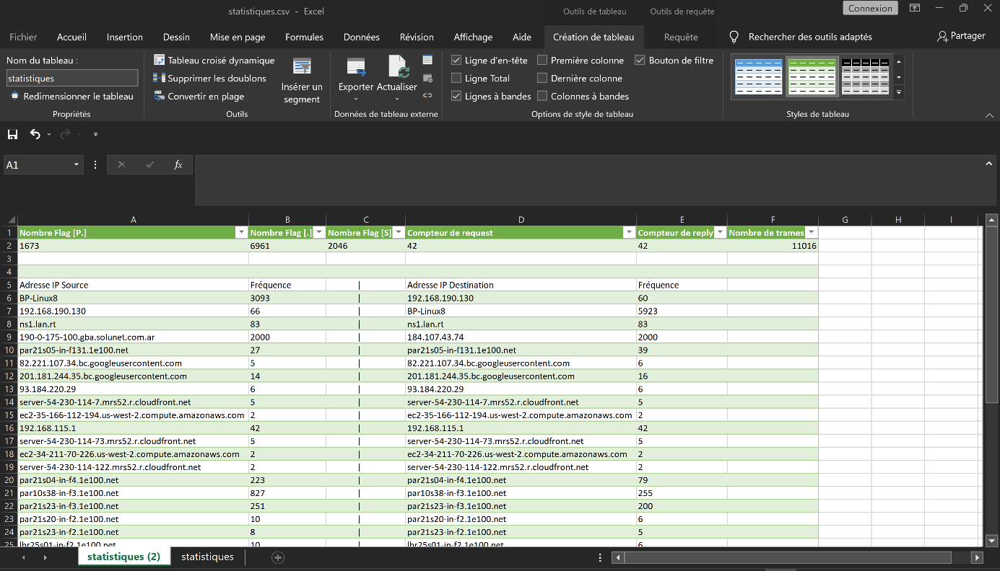 statistiques.csv - Excel
Outils de tableau
Outils de requête
Connexion
Fichier Accueil Insertion Dessin Mise en page Formules Données Révision Affichage Aide Création de tableau Requête Rechercher des outils adaptés Partager
Nom du tableau :
statistiques
Redimensionner le tableau
Propriétés
Tableau croisé dynamique
Supprimer les doublons
Convertir en plage
Insérer un
segment
Outils
Exporter Actualiser
Données de tableau externe
Ligne d'en-tête Première colonne Bouton de filtre
Ligne Total Dernière colonne
Lignes à bandes Colonnes à bandes
Options de style de tableau
Styles de tableau
A1 fx
A B C D E F G H I
1 Nombre Flag [P.] Nombre Flag [.] Nombre Flag [S] Compteur de request Compteur de reply Nombre de trames
2 1673 6961 2046 42 42 11016
3
4
5 Adresse IP Source Fréquence | Adresse IP Destination Fréquence
6 BP-Linux8 3093 | 192.168.190.130 60
7 192.168.190.130 66 | BP-Linux8 5923
8 ns1.lan.rt 83 | ns1.lan.rt 83
9 190-0-175-100.gba.solunet.com.ar 2000 | 184.107.43.74 2000
10 par21s05-in-f131.1e100.net 27 | par21s05-in-f131.1e100.net 39
11 82.221.107.34.bc.googleusercontent.com 5 | 82.221.107.34.bc.googleusercontent.com 6
12 201.181.244.35.bc.googleusercontent.com 14 | 201.181.244.35.bc.googleusercontent.com 16
13 93.184.220.29 6 | 93.184.220.29 6
14 server-54-230-114-7.mrs52.r.cloudfront.net 5 | server-54-230-114-7.mrs52.r.cloudfront.net 5
15 ec2-35-166-112-194.us-west-2.compute.amazonaws.com 2 | ec2-35-166-112-194.us-west-2.compute.amazonaws.com 2
16 192.168.115.1 42 | 192.168.115.1 42
17 server-54-230-114-73.mrs52.r.cloudfront.net 5 | server-54-230-114-73.mrs52.r.cloudfront.net 5
18 ec2-34-211-70-226.us-west-2.compute.amazonaws.com 2 | ec2-34-211-70-226.us-west-2.compute.amazonaws.com 2
19 server-54-230-114-122.mrs52.r.cloudfront.net 2 | server-54-230-114-122.mrs52.r.cloudfront.net 2
20 par21s04-in-f4.1e100.net 223 | par21s04-in-f4.1e100.net 79
21 par10s38-in-f3.1e100.net 827 | par10s38-in-f3.1e100.net 255
22 par21s23-in-f3.1e100.net 251 | par21s23-in-f3.1e100.net 200
23 par21s20-in-f2.1e100.net 10 | par21s20-in-f2.1e100.net 6
24 par21s23-in-f2.1e100.net 8 | par21s23-in-f2.1e100.net 5
25 lhr25s01-in-f2.1e100.net 10 | lhr25s01-in-f2.1e100.net 6
statistiques (2) statistiques